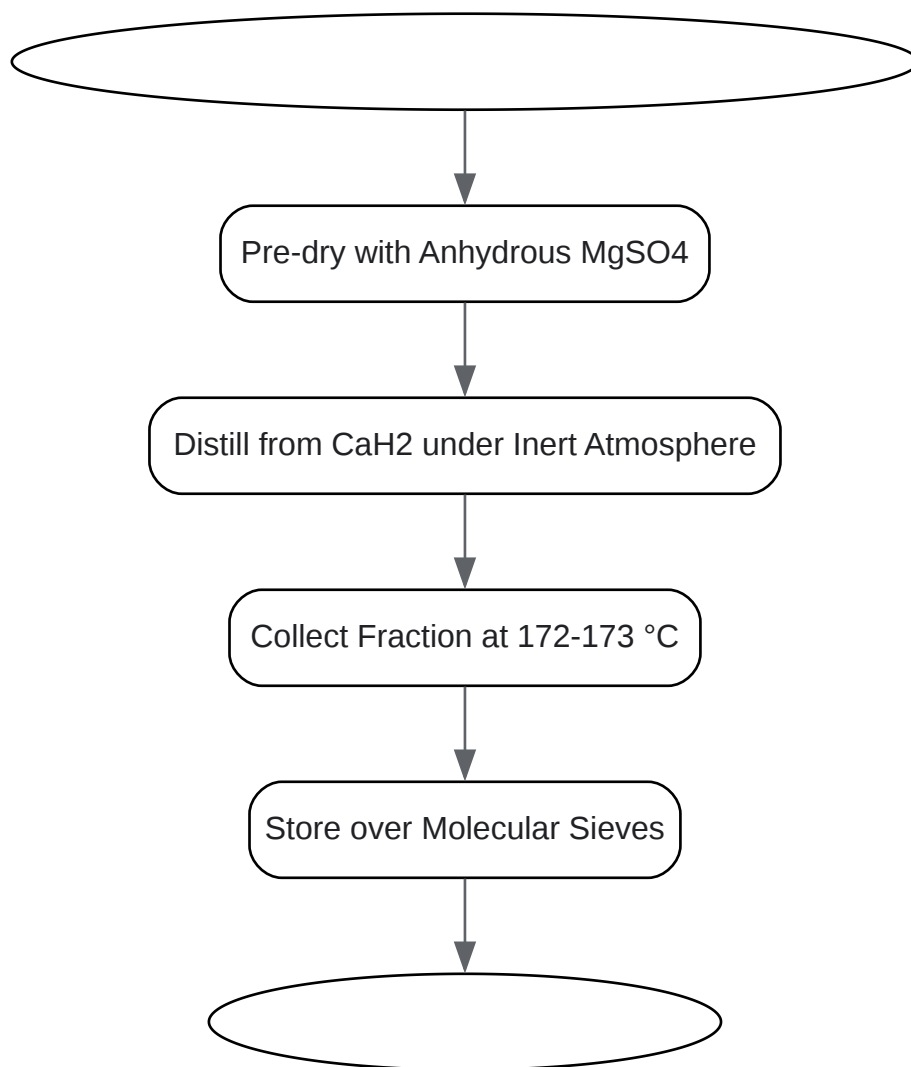 Pre-dry with Anhydrous MgSO4
Distill from CaH2 under Inert Atmosphere
Collect Fraction at 172-173 °C
Store over Molecular Sieves